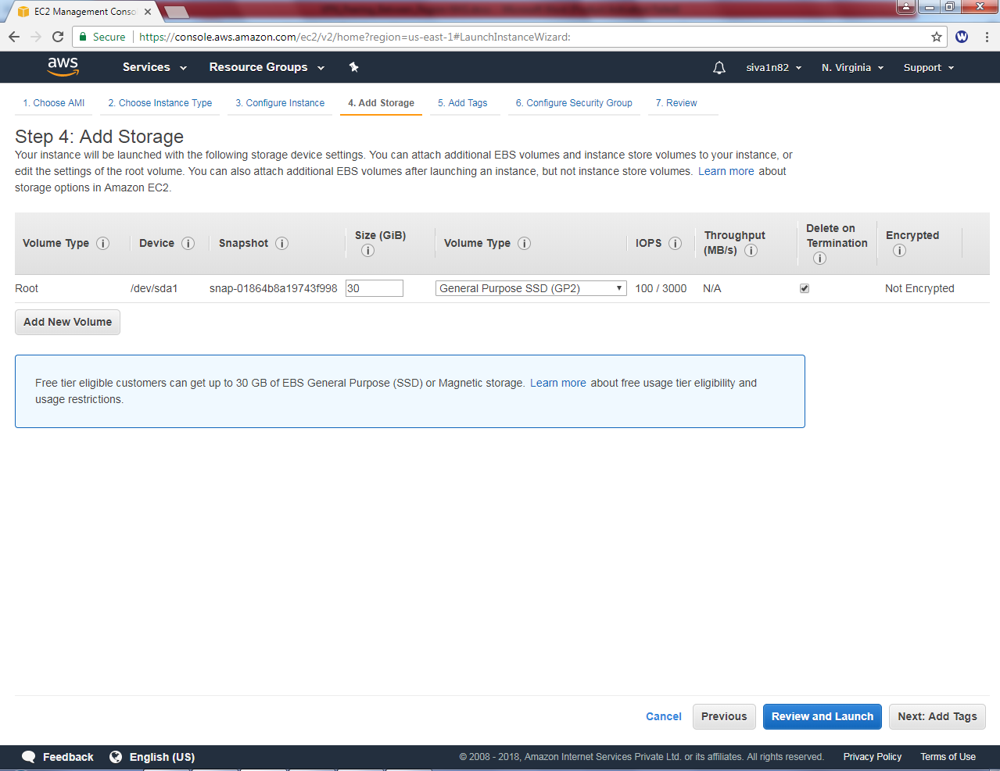 EC2 Management Conso
Secure https://console.aws.amazon.com/ec2/v2/home?region=us-east-1#LaunchInstanceWizard:
W
aws Services Resource Groups siva1n82 N. Virginia Support
1. Choose AMI 2. Choose Instance Type 3. Configure Instance 4. Add Storage 5. Add Tags 6. Configure Security Group 7. Review
Step 4: Add Storage
Your instance will be launched with the following storage device settings. You can attach additional EBS volumes and instance store volumes to your instance, or
edit the settings of the root volume. You can also attach additional EBS volumes after launching an instance, but not instance store volumes. Learn more about
storage options in Amazon EC2.
Volume Type i Device i Snapshot i Size (GiB) i Volume Type i IOPS i Throughput (MB/s) i Delete on Termination i Encrypted i
Root /dev/sda1 snap-01864b8a19743f998 30 General Purpose SSD (GP2) 100 / 3000 N/A Not Encrypted
Add New Volume
Free tier eligible customers can get up to 30 GB of EBS General Purpose (SSD) or Magnetic storage. Learn more about free usage tier eligibility and
usage restrictions.
Cancel Previous Review and Launch Next: Add Tags
Feedback English (US) © 2008 - 2018, Amazon Internet Services Private Ltd. or its affiliates. All rights reserved. Privacy Policy Terms of Use